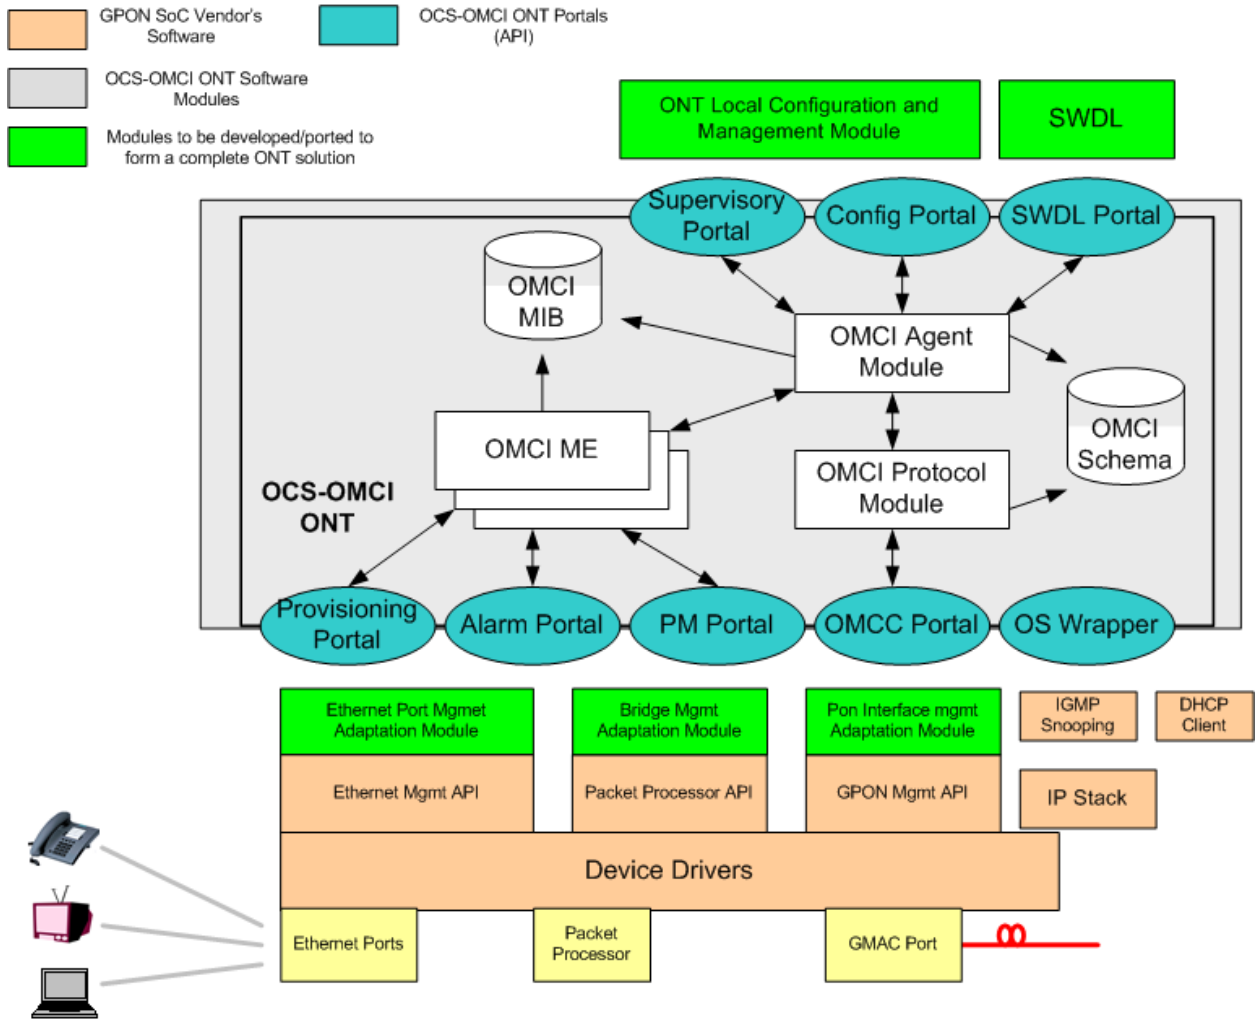 GPON SoC Vendor's
Software
OCS-OMCI ONT Portals
(API)
OCS-OMCI ONT Software
Modules
Modules to be developed/ported to
form a complete ONT solution
ONT Local Configuration and
Management Module
SWDL
Supervisory
Portal
Config Portal
SWDL Portal
OMCI
MIB
OMCI Agent
Module
OMCI
Schema
OMCI ME
OMCI Protocol
Module
OCS-OMCI
ONT
Provisioning
Portal
Alarm Portal
PM Portal
OMCC Portal
OS Wrapper
Ethernet Port Mgmnet
Adaptation Module
Bridge Mgmt
Adaptation Module
Pon Interface mgmt
Adaptation Module
IGMP
Snooping
DHCP
Client
Ethernet Mgmt API
Packet Processor API
GPON Mgmt API
IP Stack
Device Drivers
Ethernet Ports
Packet
Processor
GMAC Port